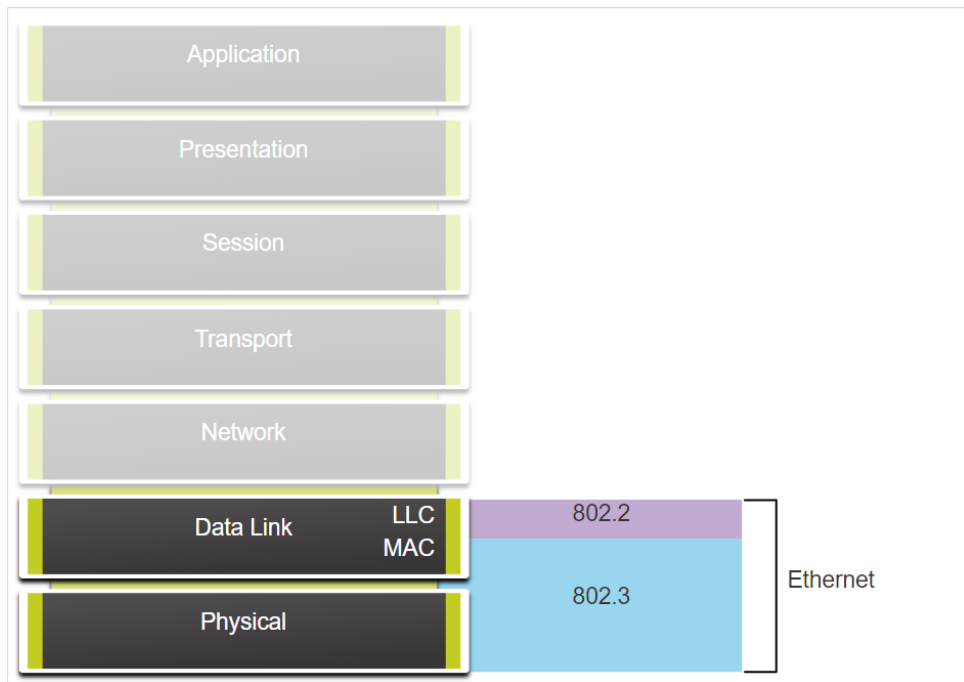 Application
Presentation
Session
Transport
Network
Data Link
LLC
MAC
802.2
802.3
Ethernet
Physical